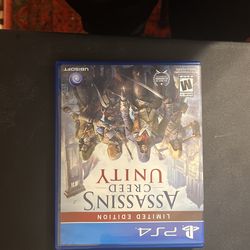 PS4
LIMITED EDITION
ASSASSIN'S
CREED
UNITY
M
UBISOFT